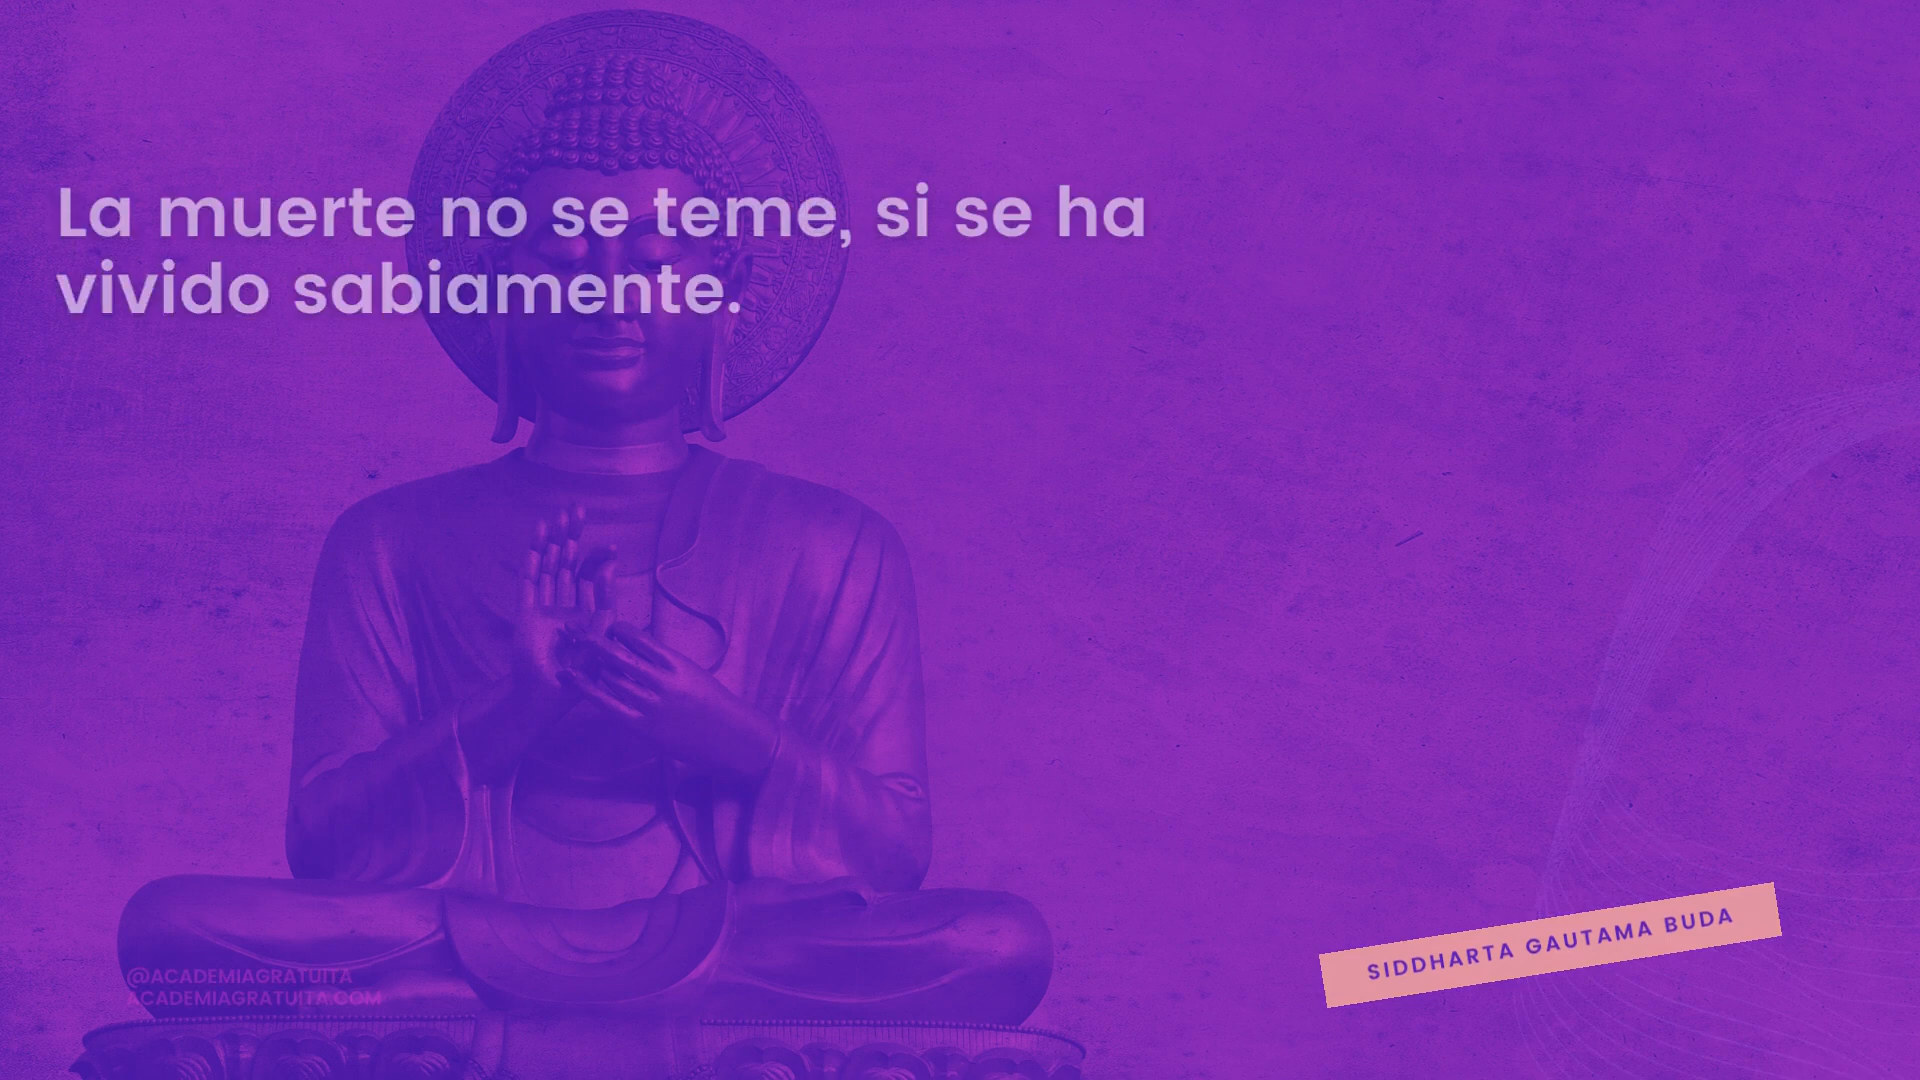 La muerte no se teme, si se ha
vivido sabiamente.
SIDDHARTA GAUTAMA BUDA
@ACADEMIAGRATUITA
ACADEMIAGRATUITA.COM